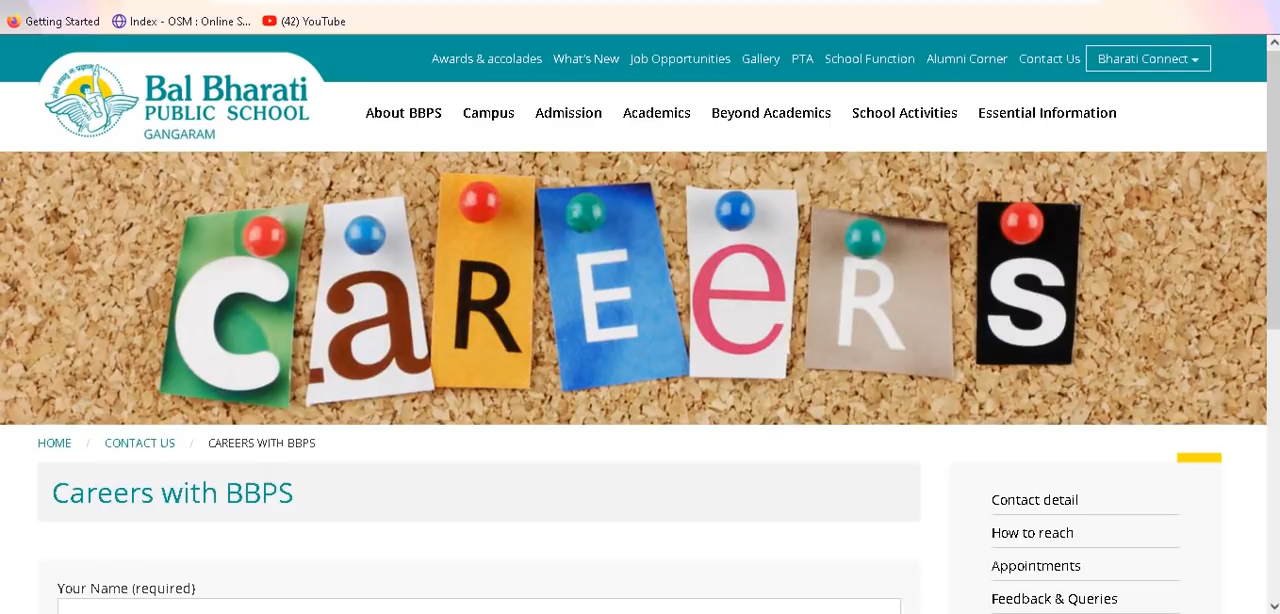 Getting Started Index - OSM : Online S... (42) YouTube
Awards & accolades What's New Job Opportunities Gallery PTA School Function Alumni Corner Contact Us Bharati Connect
Bal Bharati
PUBLIC SCHOOL
GANGARAM
About BBPS Campus Admission Academics Beyond Academics School Activities Essential Information
CaREeRS
HOME / CONTACT US / CAREERS WITH BBPS
Careers with BBPS
Contact detail
How to reach
Appointments
Feedback & Queries
Your Name (required}